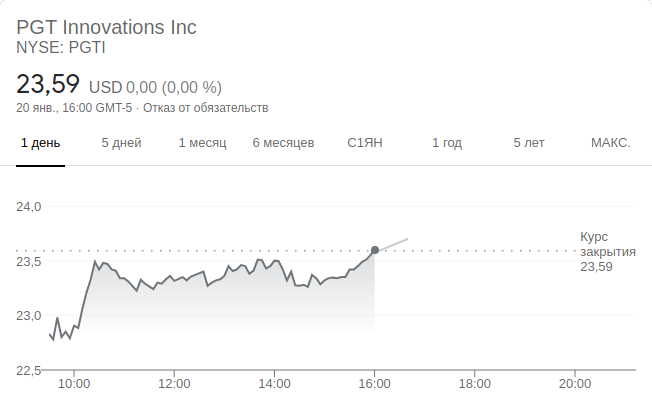 PGT Innovations Inc
NYSE: PGTI
23,59 USD 0,00 (0,00 %)
20 янв., 16:00 GMT-5 · Отказ от обязательств
1 день 5 дней 1 месяц 6 месяцев С1ЯН 1 год 5 лет МАКС.
24,0
Курс
закрытия
23,59
23,5
23,0
22,5
10:00 12:00 14:00 16:00 18:00 20:00